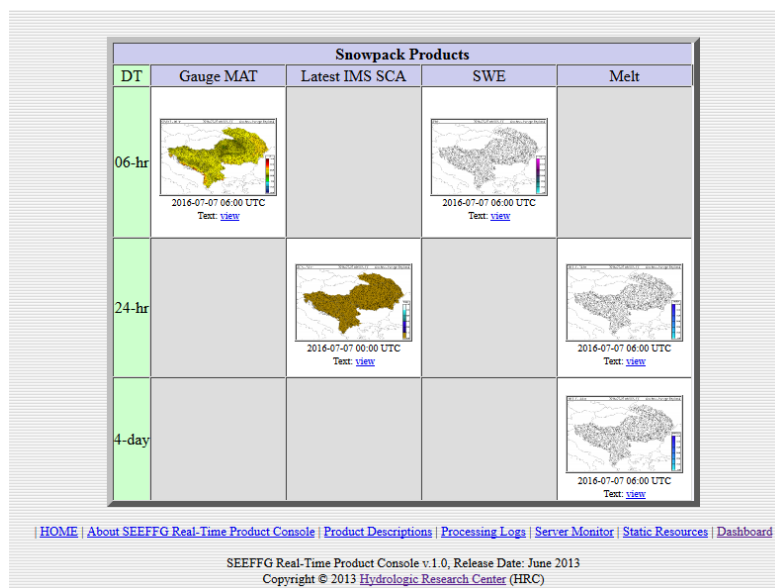 Snowpack Products
DT Gauge MAT Latest IMS SCA SWE Melt
06-hr
2016-07-07 06:00 UTC
Text: view
2016-07-07 06:00 UTC
Text: view
24-hr
2016-07-07 00:00 UTC
Text: view
2016-07-07 06:00 UTC
Text: view
4-day
2016-07-07 06:00 UTC
Text: view
| HOME | About SEEFFG Real-Time Product Console | Product Descriptions | Processing Logs | Server Monitor | Static Resources | Dashboard
SEEFFG Real-Time Product Console v.1.0, Release Date: June 2013
Copyright © 2013 Hydrologic Research Center (HRC)